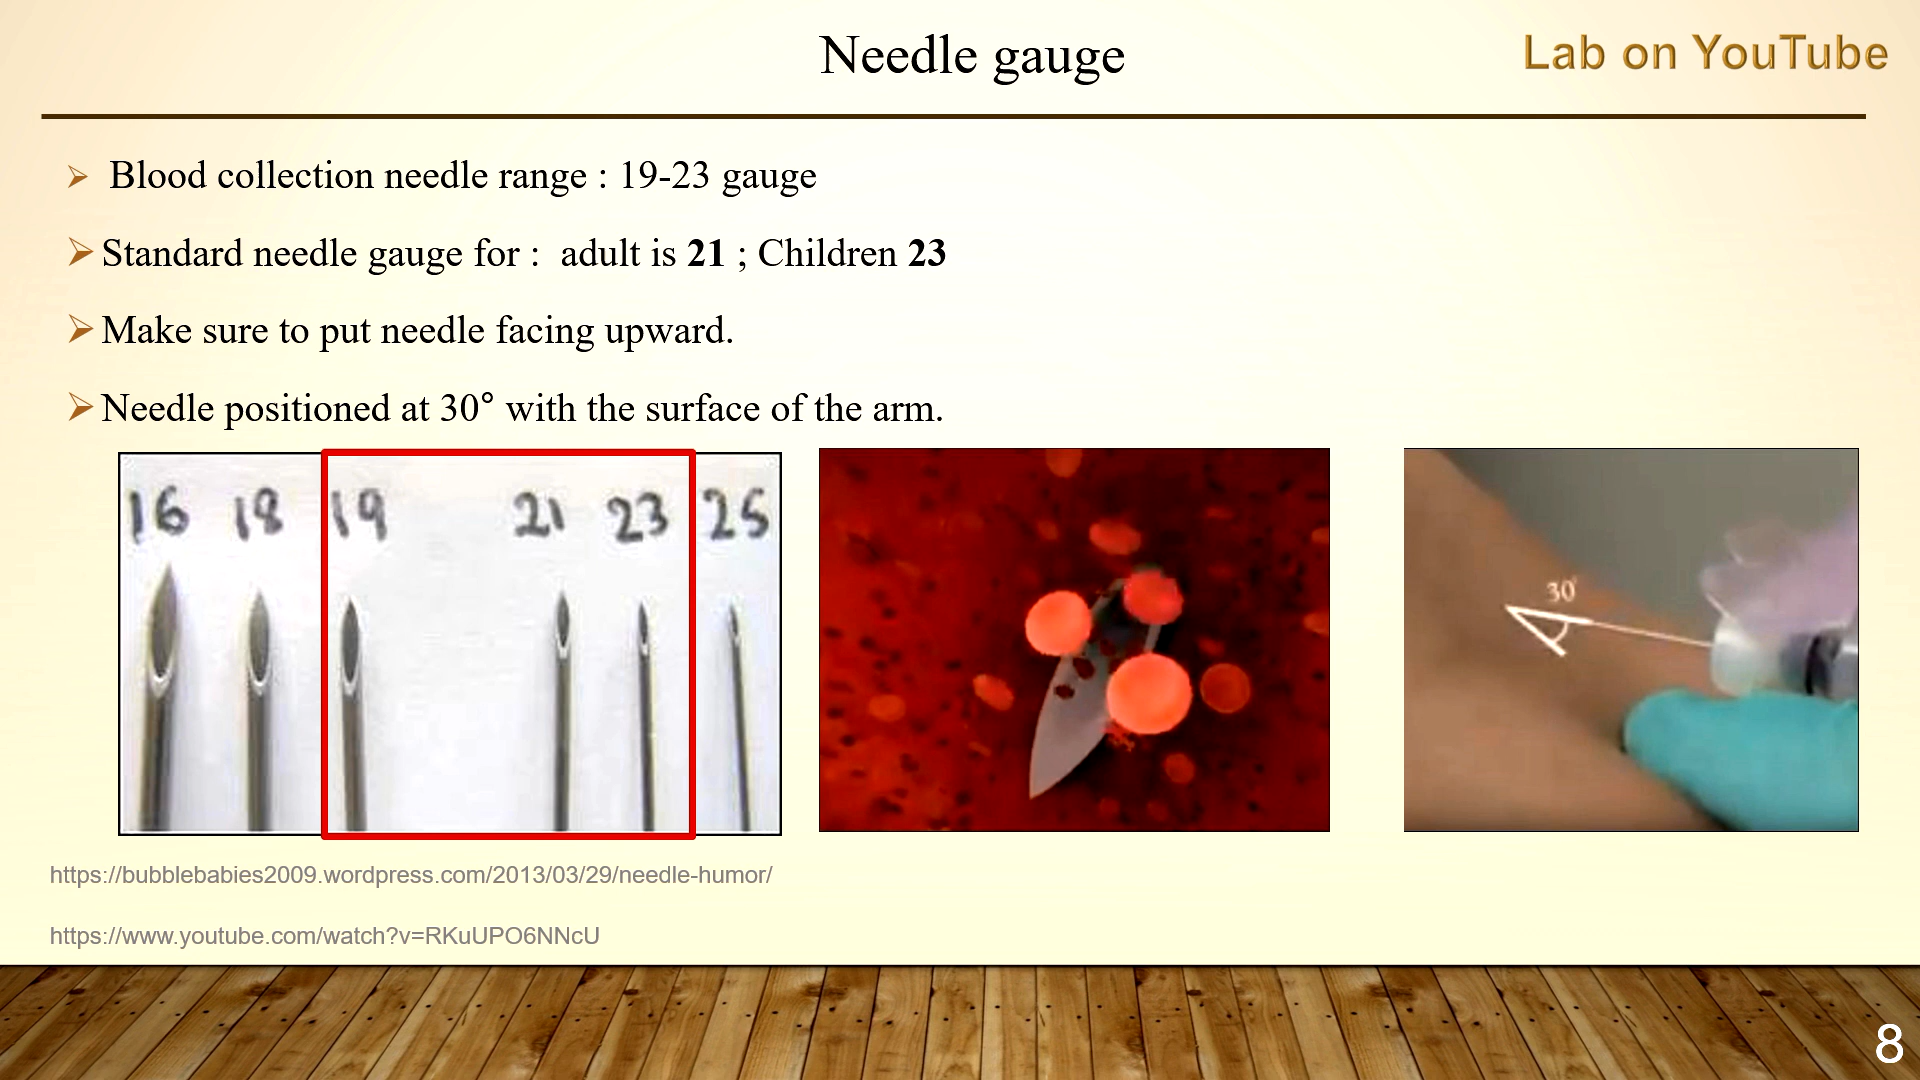 Needle gauge
Lab on YouTube
Blood collection needle range : 19-23 gauge
Standard needle gauge for : adult is 21 ; Children 23
Make sure to put needle facing upward.
Needle positioned at 30° with the surface of the arm.
16 18 19 21 23 25
30°
https://bubblebabies2009.wordpress.com/2013/03/29/needle-humor/
https://www.youtube.com/watch?v=RKuUPO6NNcU
8